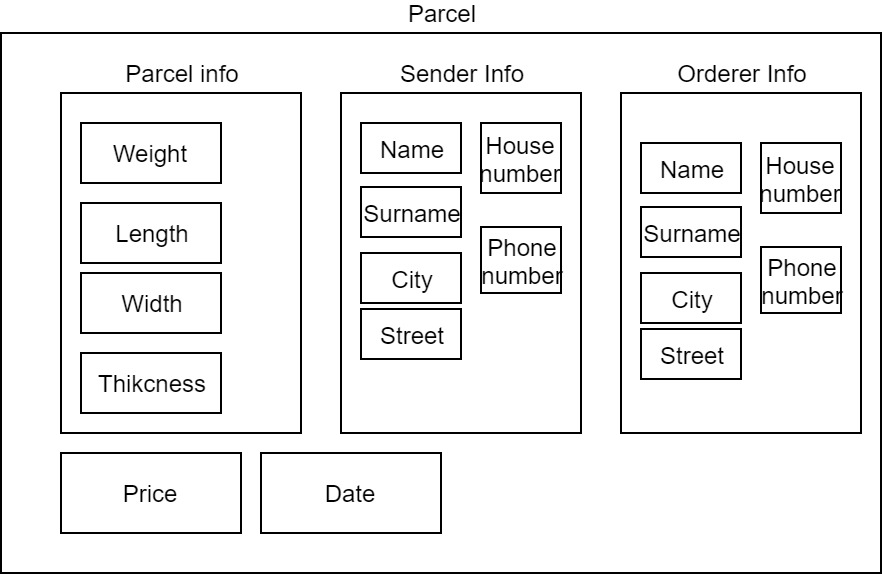 Parcel
Parcel info
Weight
Length
Width
Thikcness
Sender Info
Name
Surname
City
Street
House
number
Phone
number
Orderer Info
Name
Surname
City
Street
House
number
Phone
number
Price
Date